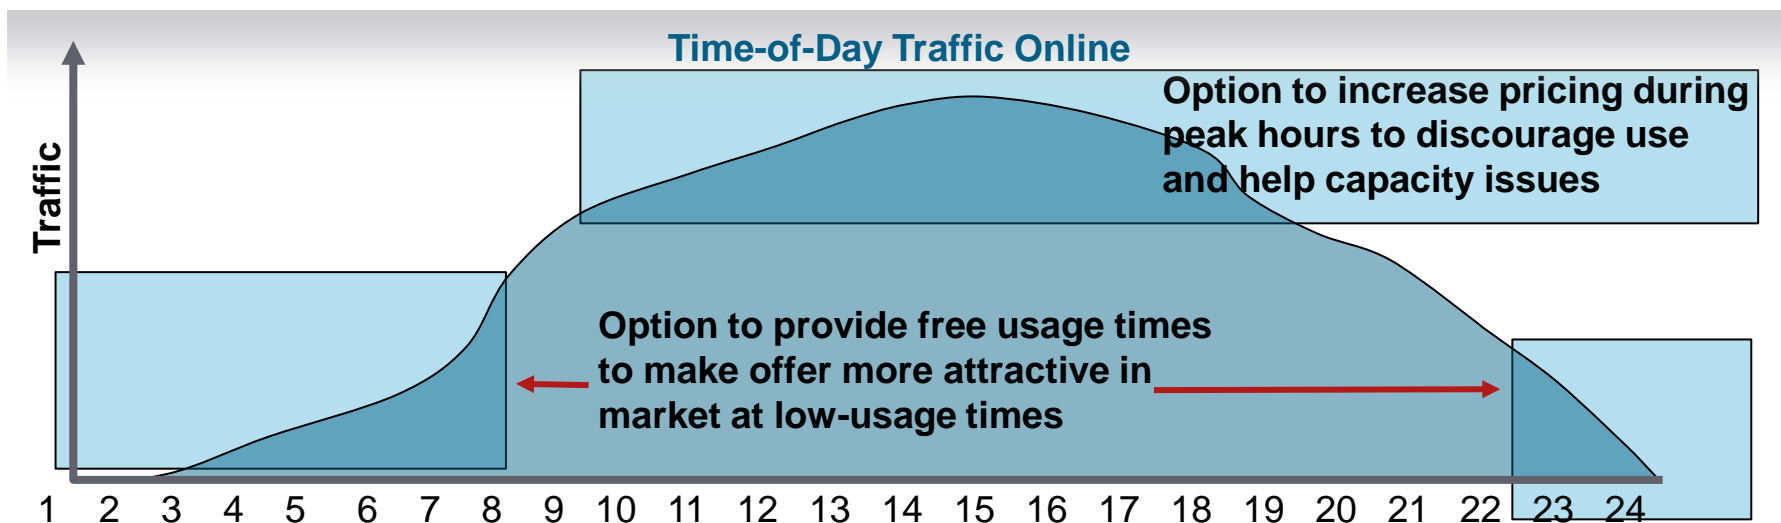 Time-of-Day Traffic Online
Option to increase pricing during
peak hours to discourage use
and help capacity issues
Traffic
Option to provide free usage times
to make offer more attractive in
market at low-usage times
1 2 3 4 5 6 7 8 9 10 11 12 13 14 15 16 17 18 19 20 21 22 23 24